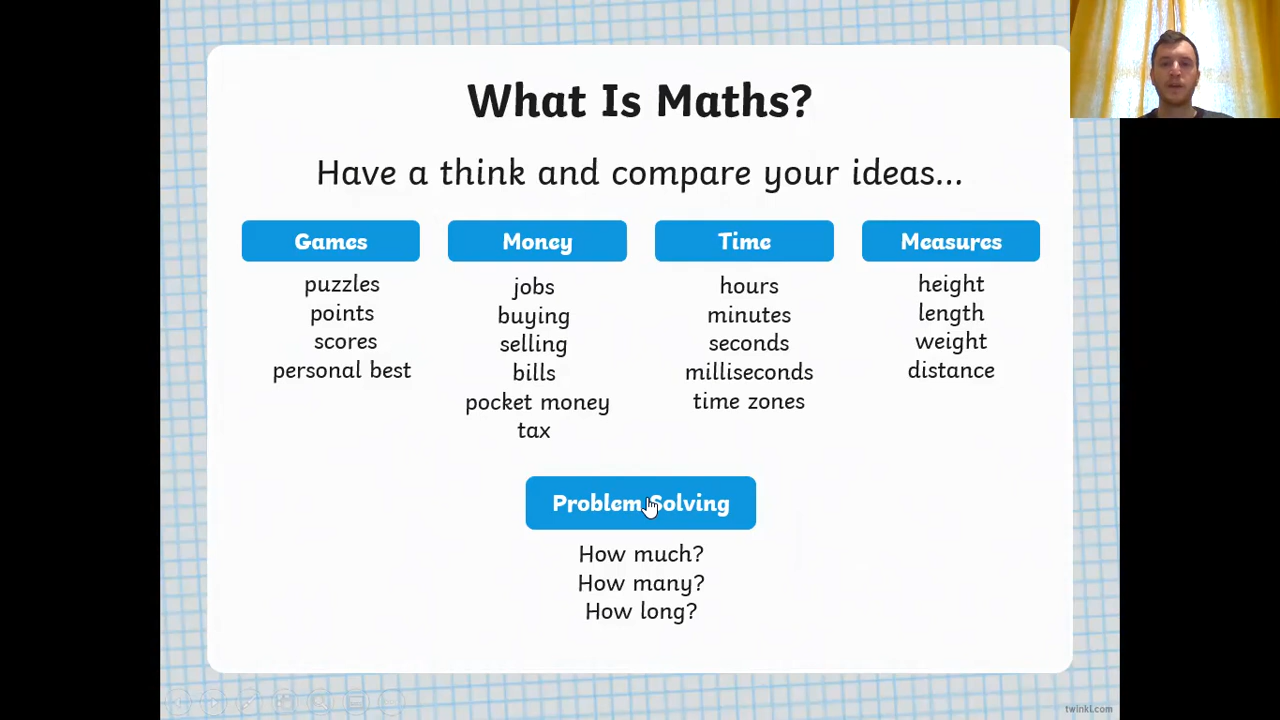 What Is Maths?
Have a think and compare your ideas...
Games
puzzles
points
scores
personal best
Money
jobs
buying
selling
bills
pocket money
tax
Time
hours
minutes
seconds
milliseconds
time zones
Measures
height
length
weight
distance
Problem Solving
How much?
How many?
How long?
twinkl.com